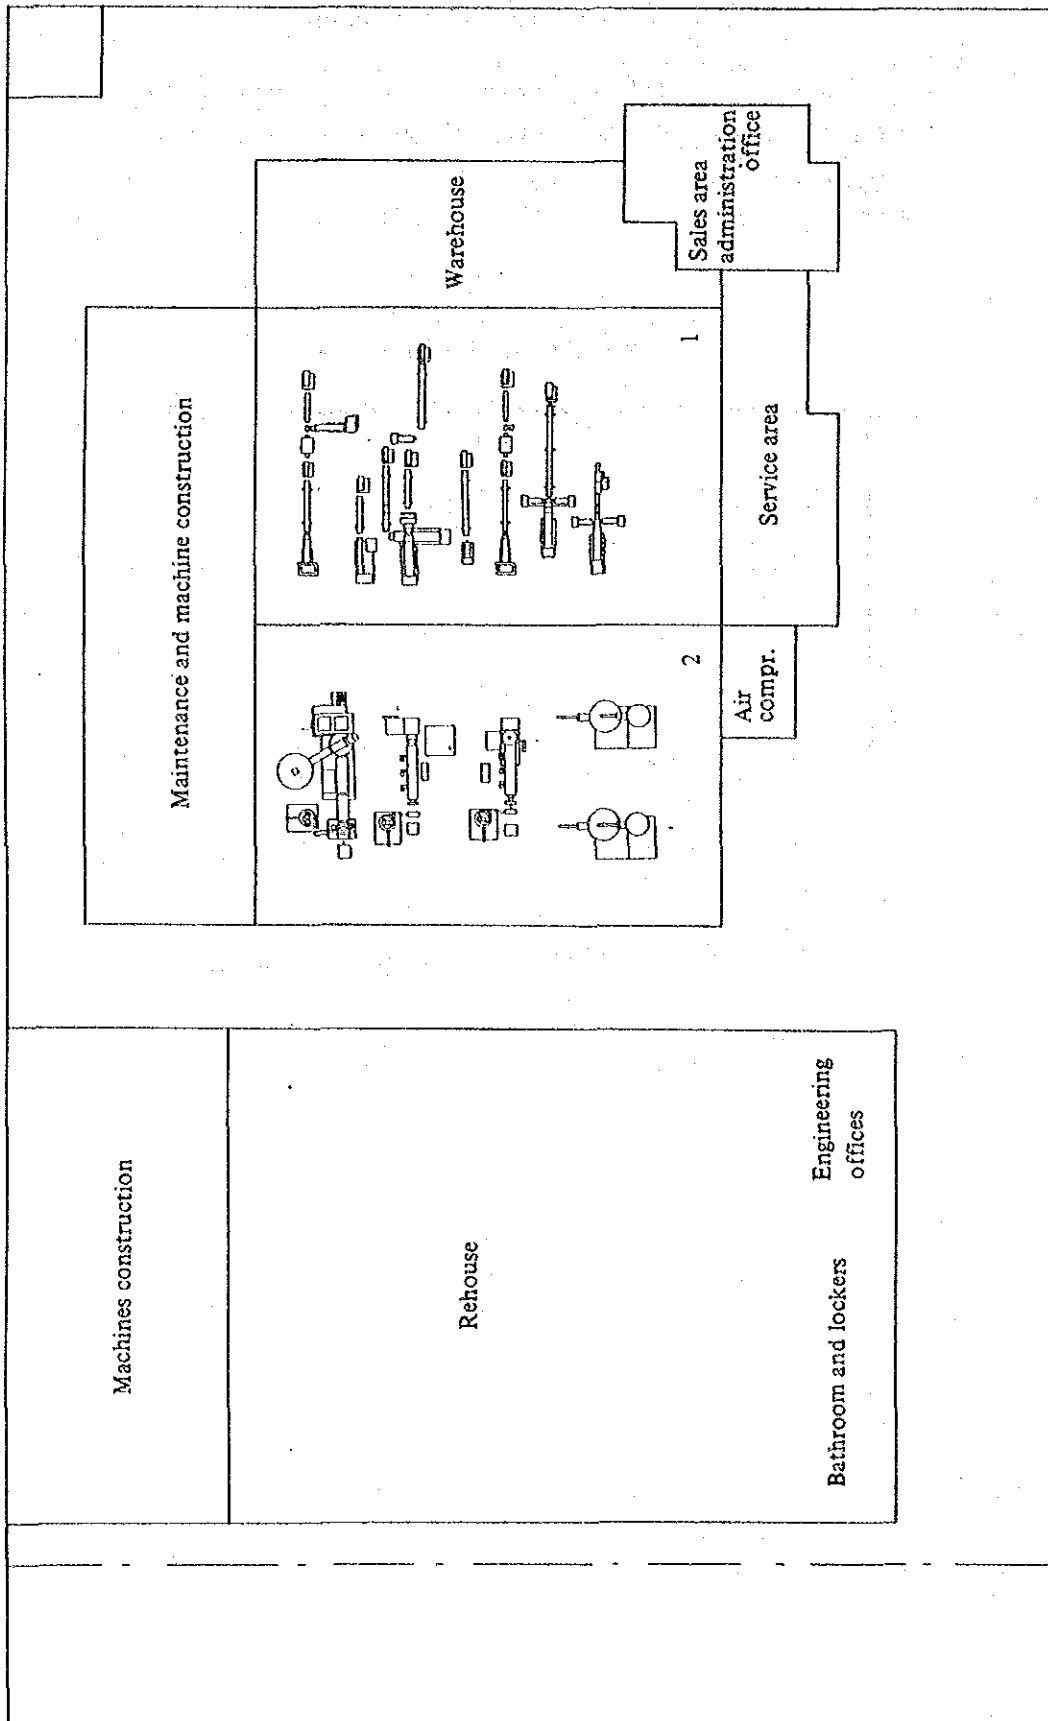 Machines construction
Rehouse
Bathroom and lockers
Engineering
offices
Maintenance and machine construction
2
1
Air
compr.
Service area
Warehouse
Sales area
administration
office